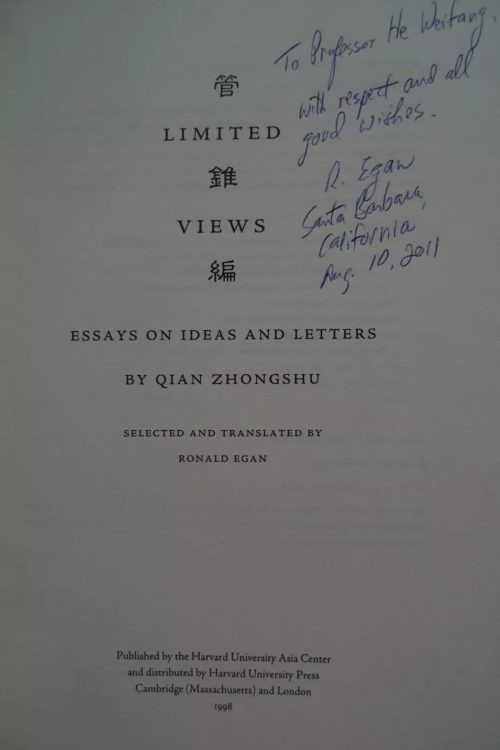 To Professor He Weifang,
with respect and all
good wishes.
R. Egan
Santa Barbara,
California
Aug. 10, 2011
管
LIMITED
錐
VIEWS
編
ESSAYS ON IDEAS AND LETTERS
BY QIAN ZHONGSHU
SELECTED AND TRANSLATED BY
RONALD EGAN
Published by the Harvard University Asia Center
and distributed by Harvard University Press
Cambridge (Massachusetts) and London
1998